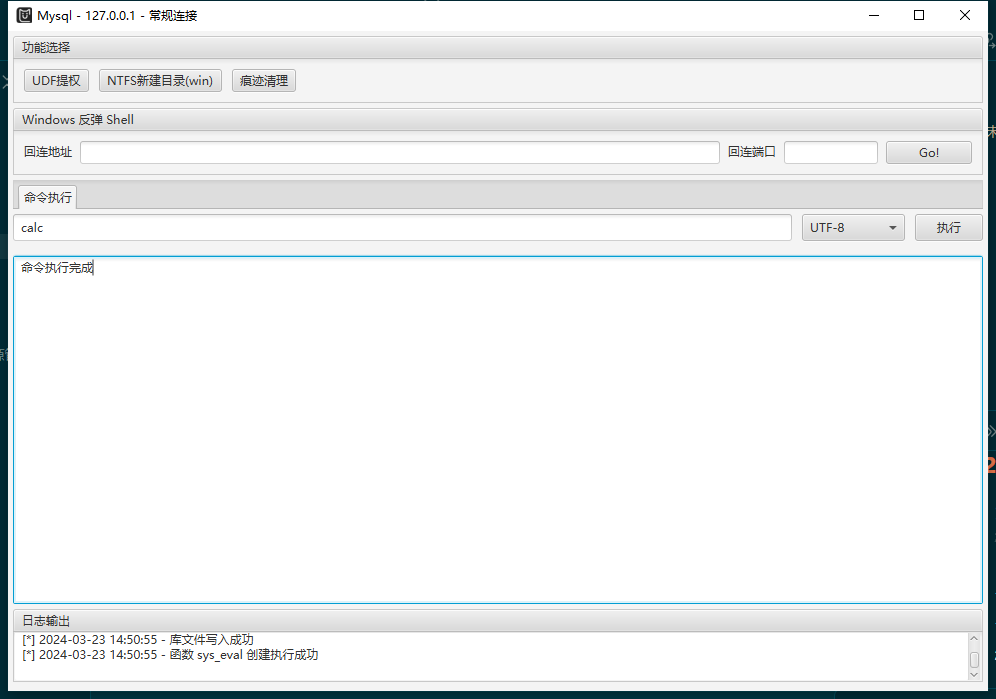 Mysql - 127.0.0.1 - 常规连接
功能选择
UDF提权 NTFS新建目录(win) 痕迹清理
Windows 反弹 Shell
回连地址 回连端口 Go!
命令执行
calc UTF-8 执行
命令执行完成
日志输出
[*] 2024-03-23 14:50:55 - 库文件写入成功
[*] 2024-03-23 14:50:55 - 函数 sys_eval 创建执行成功